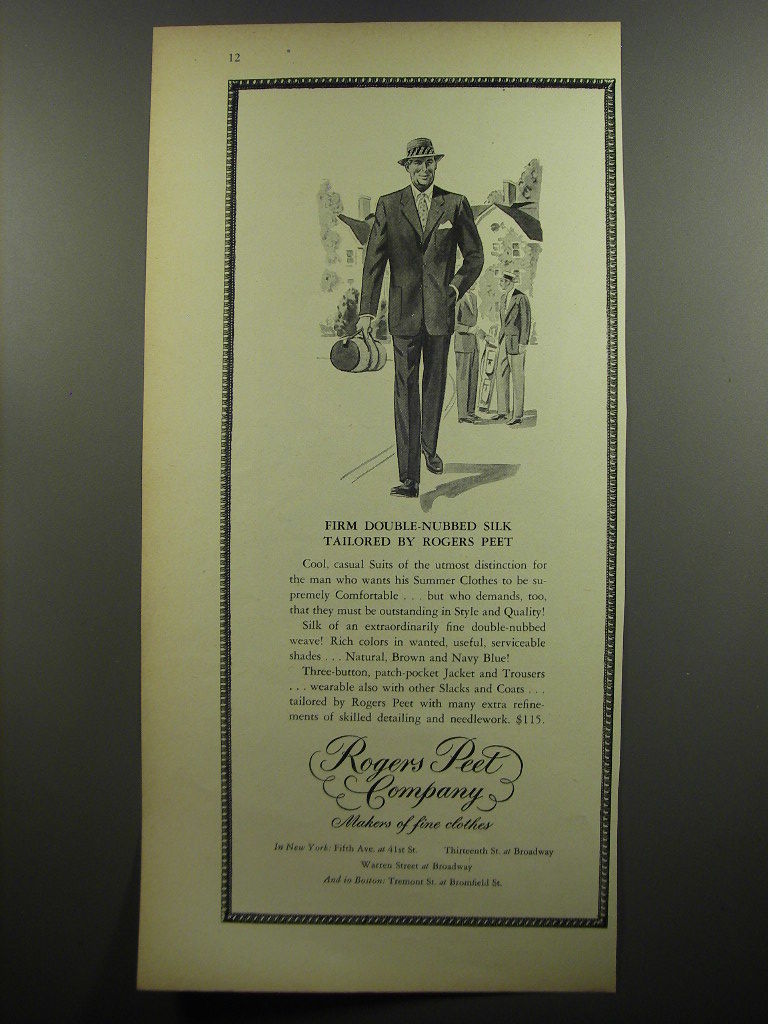 12
FIRM DOUBLE-NUBBED SILK
TAILORED BY ROGERS PEET
Cool, casual Suits of the utmost distinction for
the man who wants his Summer Clothes to be su-
premely Comfortable . . . but who demands, too,
that they must be outstanding in Style and Quality!
Silk of an extraordinarily fine double-nubbed
weave! Rich colors in wanted, useful, serviceable
shades . . . Natural, Brown and Navy Blue!
Three-button, patch-pocket Jacket and Trousers
. . . wearable also with other Slacks and Coats . . .
tailored by Rogers Peet with many extra refine-
ments of skilled detailing and needlework. $115.
Rogers Peet
Company
Makers of fine clothes
In New York: Fifth Ave. at 41st St. Thirteenth St. at Broadway
Warren Street at Broadway
And in Boston: Tremont St. at Bromfield St.